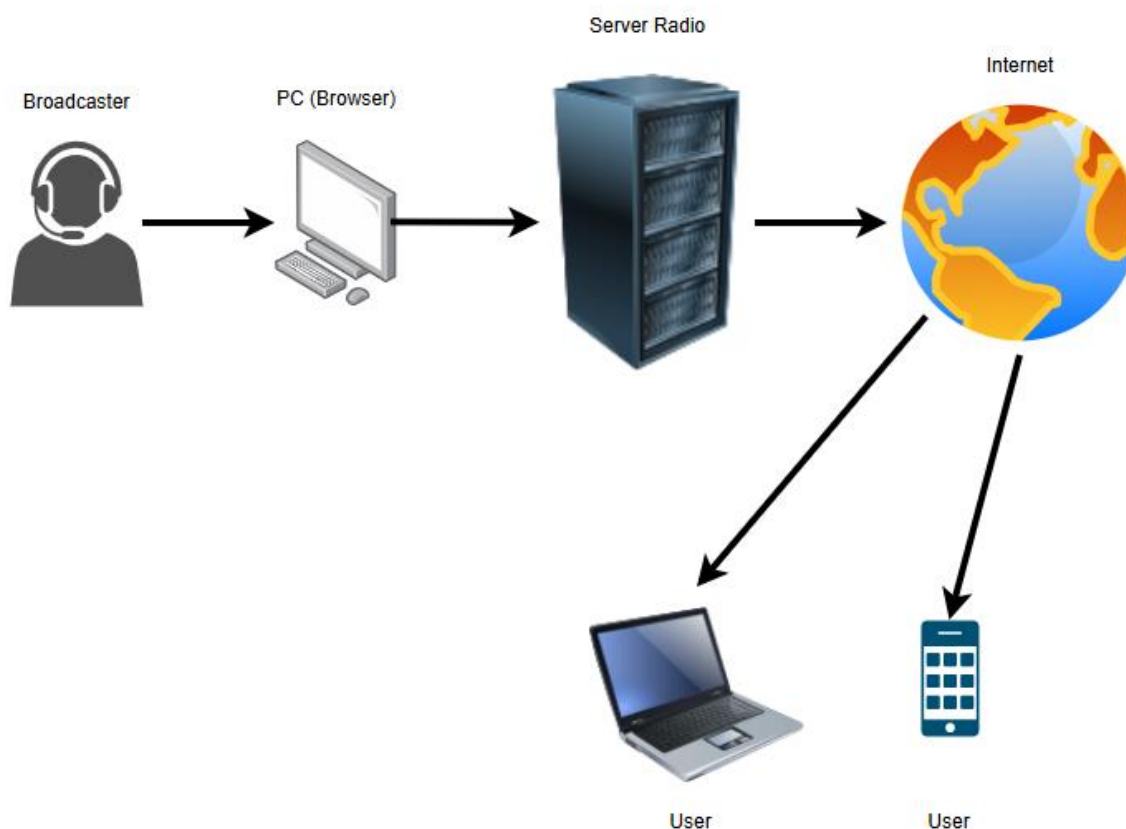 Server Radio
Internet
Broadcaster
PC (Browser)
User
User